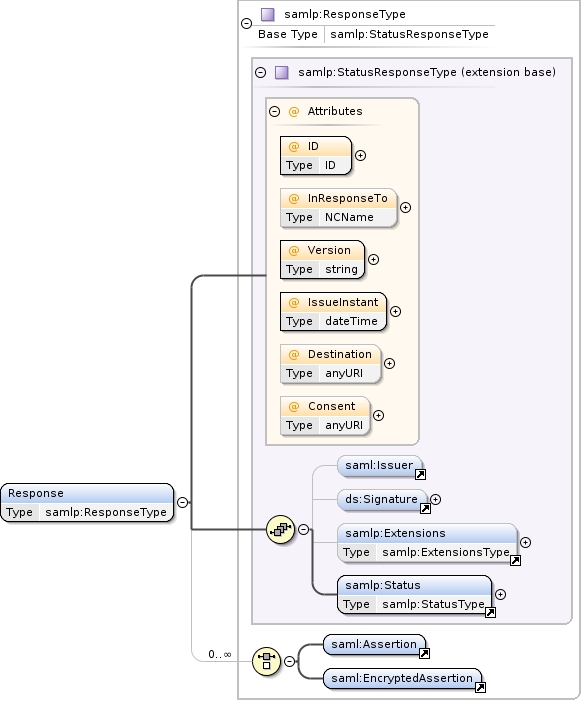 samlp:ResponseType
Base Type samlp:StatusResponseType
samlp:StatusResponseType (extension base)
@ Attributes
@ ID
Type ID
@ InResponseTo
Type NCName
@ Version
Type string
@ IssueInstant
Type dateTime
@ Destination
Type anyURI
@ Consent
Type anyURI
saml:Issuer
Response
Type samlp:ResponseType
ds:Signature
samlp:Extensions
Type samlp:ExtensionsType
samlp:Status
Type samlp:StatusType
0..∞
saml:Assertion
saml:EncryptedAssertion